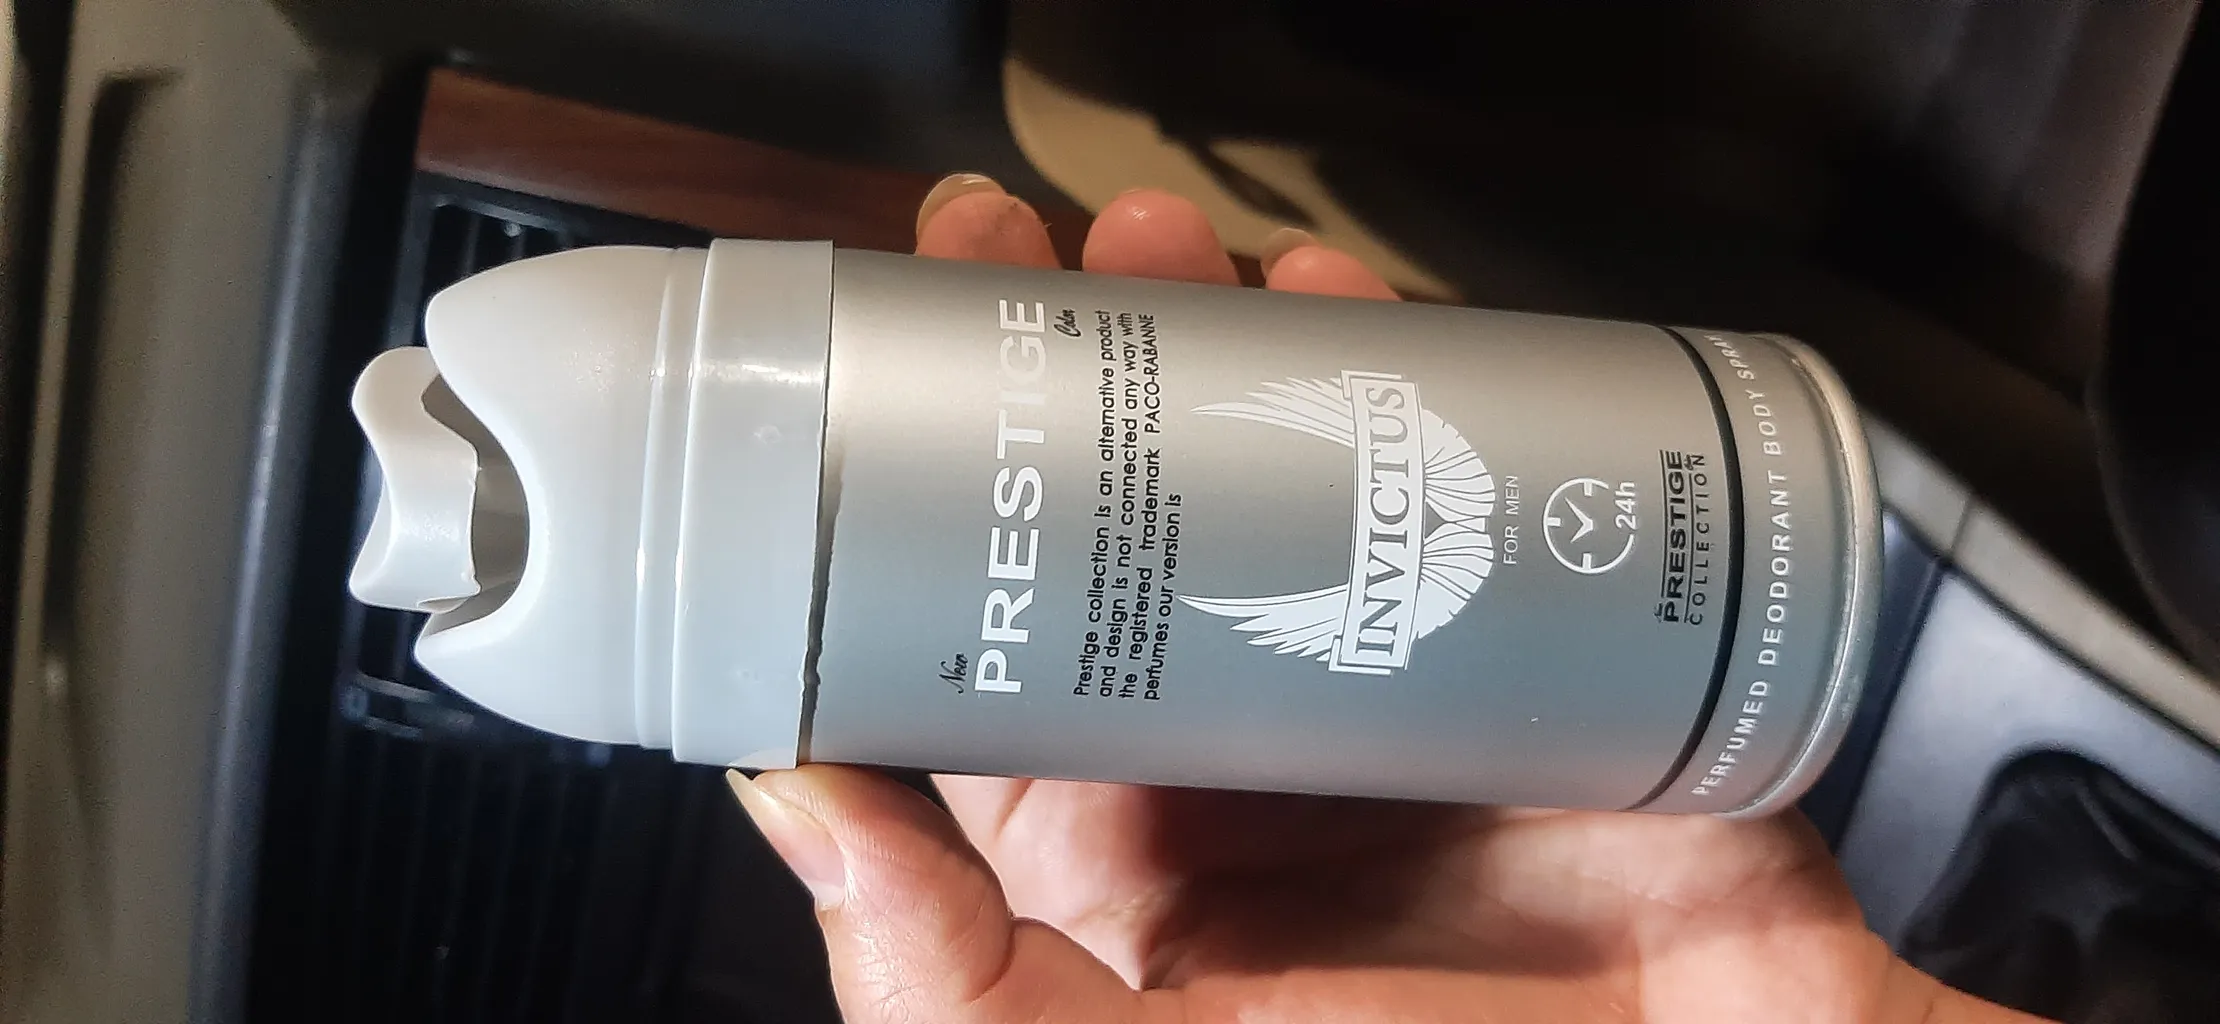 New
PRESTIGE
Color
Prestige collection is an alternative product
and design is not connected any way with
the registered trademark PACO-RABANNE
perfumes our version is
INVICTUS
FOR MEN
24h
PRESTIGE
COLLECTION
PERFUMED DEODORANT BODY SPRAY